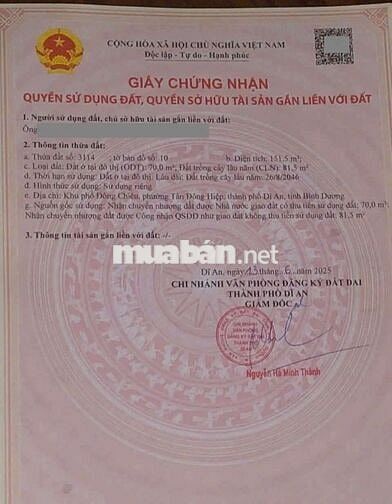 CỘNG HÒA XÃ HỘI CHỦ NGHĨA VIỆT NAM
Độc lập - Tự do - Hạnh phúc
GIẤY CHỨNG NHẬN
QUYỀN SỬ DỤNG ĐẤT, QUYỀN SỞ HỮU TÀI SẢN GẮN LIỀN VỚI ĐẤT
1. Người sử dụng đất, chủ sở hữu tài sản gắn liền với đất:
Ông
2. Thông tin thửa đất:
a. Thửa đất số: 3114 ; tờ bản đồ số: 10 b. Diện tích: 151,5 m²;
c. Loại đất: Đất ở tại đô thị (ODT): 70,0 m²; Đất trồng cây lâu năm (CLN): 81,5 m²
d. Thời hạn sử dụng: Đất ở tại đô thị: Lâu dài; Đất trồng cây lâu năm: 26/8/2046
đ. Hình thức sử dụng: Sử dụng riêng
e. Địa chỉ: Khu phố Đông Chiêu, phường Tân Đông Hiệp, thành phố Dĩ An, tỉnh Bình Dương.
g. Nguồn gốc sử dụng: Nhận chuyển nhượng đất được Nhà nước giao đất có thu tiền sử dụng đất: 70,0 m²
Nhận chuyển nhượng đất được Công nhận QSDĐ như giao đất không thu tiền sử dụng đất: 81,5 m²
3. Thông tin tài sản gắn liền với đất: -/-
muaban.net
Dĩ An, ngày 13 tháng 6 năm 2025
CHI NHÁNH VĂN PHÒNG ĐĂNG KÝ ĐẤT ĐAI
THÀNH PHỐ DĨ AN
GIÁM ĐỐC
Nguyễn Hà Minh Thành